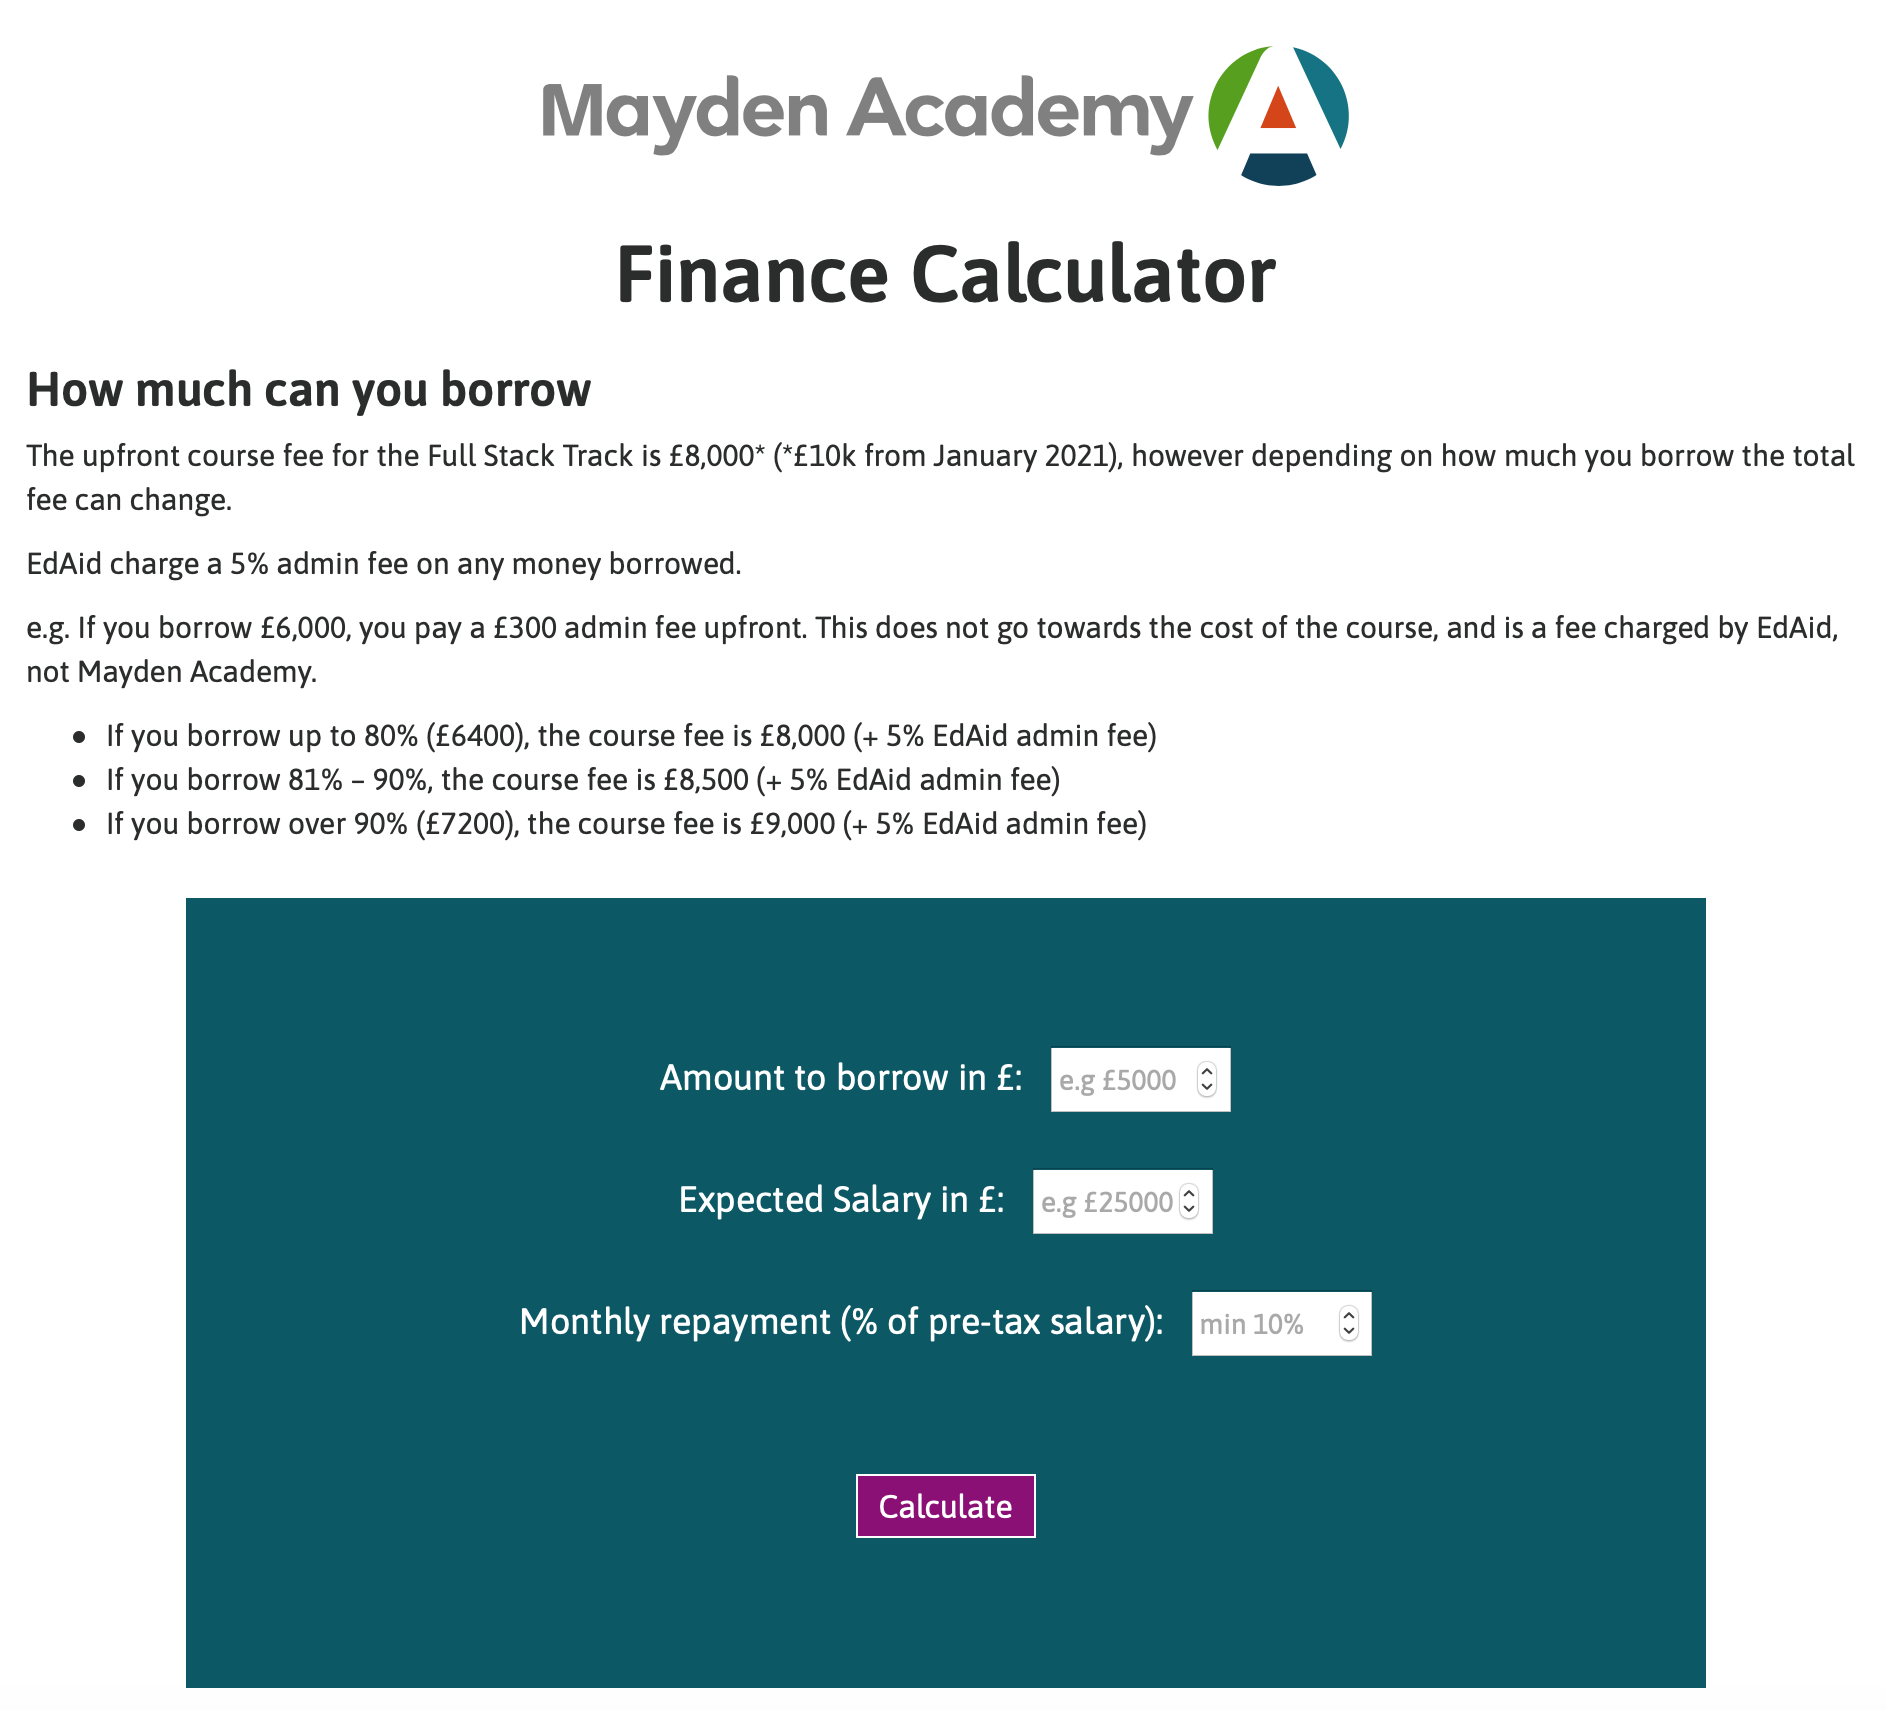 Mayden Academy
Finance Calculator
How much can you borrow
The upfront course fee for the Full Stack Track is £8,000* (*£10k from January 2021), however depending on how much you borrow the total
fee can change.
EdAid charge a 5% admin fee on any money borrowed.
e.g. If you borrow £6,000, you pay a £300 admin fee upfront. This does not go towards the cost of the course, and is a fee charged by EdAid,
not Mayden Academy.
• If you borrow up to 80% (£6400), the course fee is £8,000 (+ 5% EdAid admin fee)
• If you borrow 81% – 90%, the course fee is £8,500 (+ 5% EdAid admin fee)
• If you borrow over 90% (£7200), the course fee is £9,000 (+ 5% EdAid admin fee)
Amount to borrow in £: e.g £5000
Expected Salary in £: e.g £25000
Monthly repayment (% of pre-tax salary): min 10%
Calculate